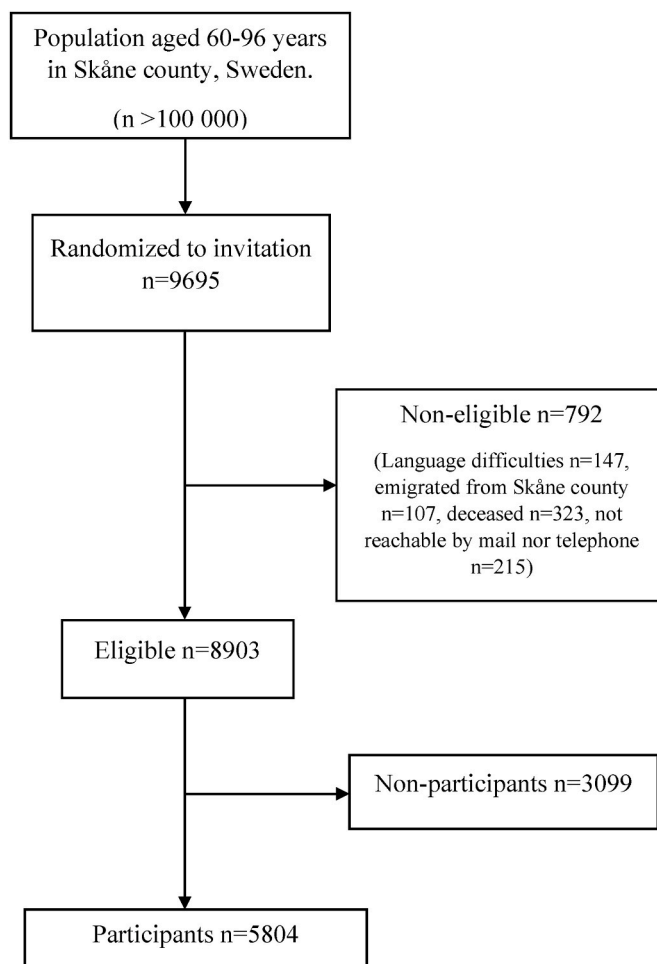 Population aged 60-96 years
in Skåne county, Sweden.
(n >100 000)
Randomized to invitation
n=9695
Non-eligible n=792
(Language difficulties n=147,
emigrated from Skåne county
n=107, deceased n=323, not
reachable by mail nor telephone
n=215)
Eligible n=8903
Non-participants n=3099
Participants n=5804